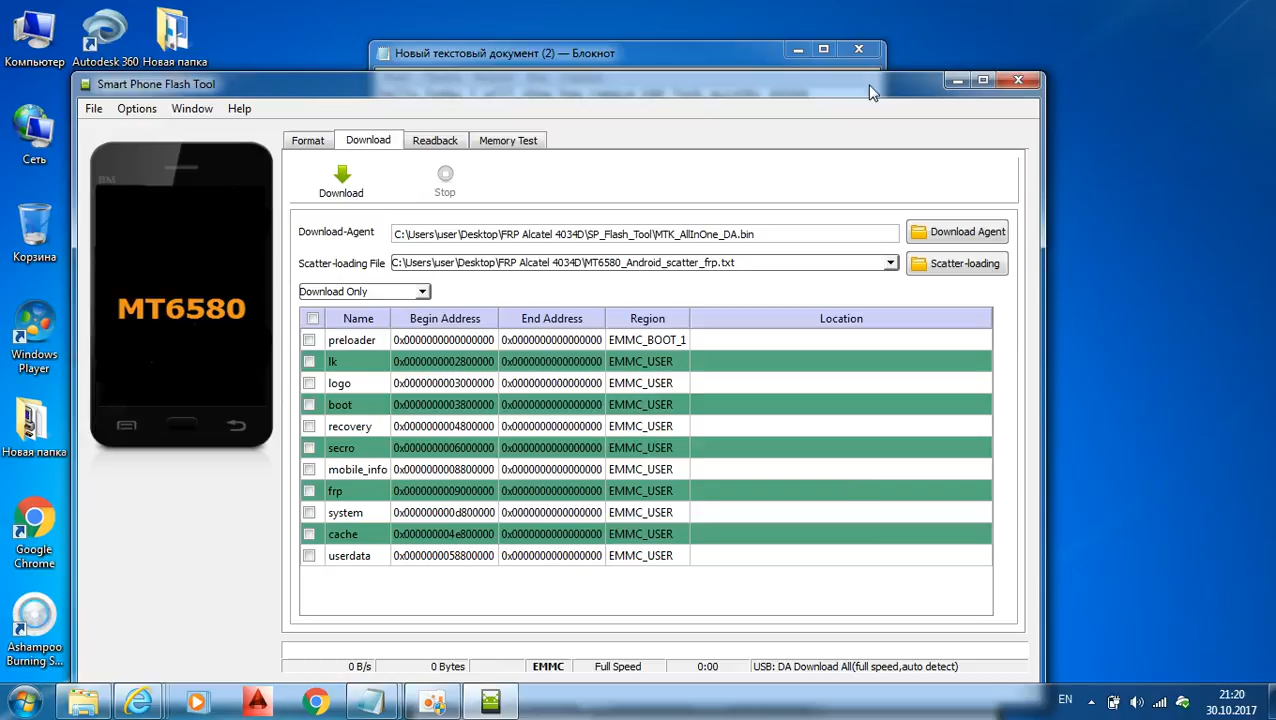 Компьютер
Autodesk 360
Новая папка
Сеть
Корзина
Windows
Player
Новая папка
Google
Chrome
Ashampoo
Burning S...
Новый текстовый документ (2) — Блокнот
Smart Phone Flash Tool
File Options Window Help
MT6580
Format Download Readback Memory Test
Download Stop
Download-Agent C:\Users\user\Desktop\FRP Alcatel 4034D\SP_Flash_Tool\MTK_AllInOne_DA.bin Download Agent
Scatter-loading File C:\Users\user\Desktop\FRP Alcatel 4034D\MT6580_Android_scatter_frp.txt Scatter-loading
Download Only
Name Begin Address End Address Region Location
preloader 0x0000000000000000 0x0000000000000000 EMMC_BOOT_1
lk 0x0000000002800000 0x0000000000000000 EMMC_USER
logo 0x0000000003000000 0x0000000000000000 EMMC_USER
boot 0x0000000003800000 0x0000000000000000 EMMC_USER
recovery 0x0000000004800000 0x0000000000000000 EMMC_USER
secro 0x0000000006000000 0x0000000000000000 EMMC_USER
mobile_info 0x0000000008800000 0x0000000000000000 EMMC_USER
frp 0x0000000009000000 0x0000000000000000 EMMC_USER
system 0x000000000d800000 0x0000000000000000 EMMC_USER
cache 0x000000004e800000 0x0000000000000000 EMMC_USER
userdata 0x0000000058800000 0x0000000000000000 EMMC_USER
0 B/s 0 Bytes EMMC Full Speed 0:00 USB: DA Download All(full speed,auto detect)
EN
21:20
30.10.2017